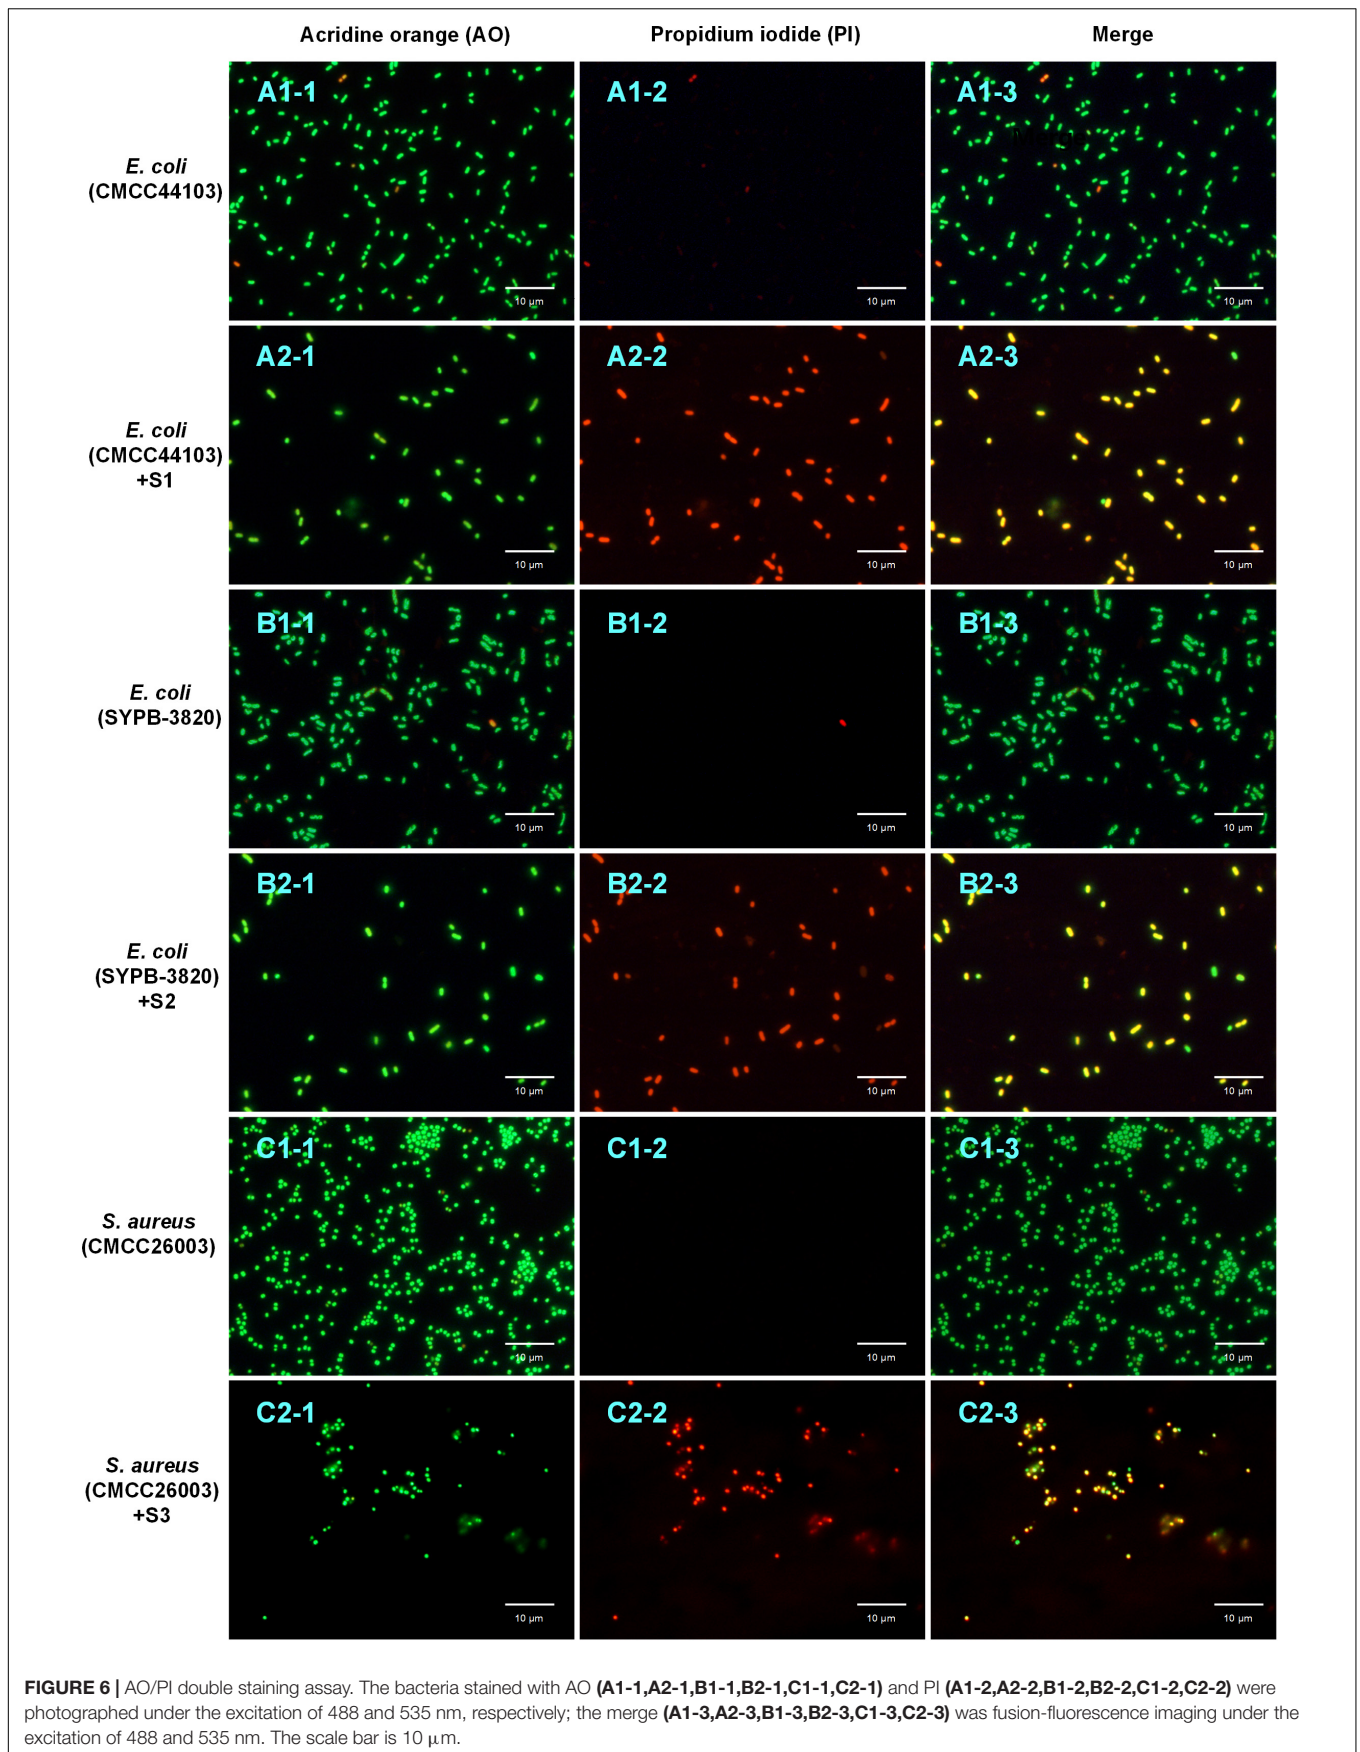 Acridine orange (AO) Propidium iodide (PI) Merge
A1-1 A1-2 A1-3
E. coli
(CMCC44103)
10 µm 10 µm 10 µm
A2-1 A2-2 A2-3
E. coli
(CMCC44103)
+S1
10 µm 10 µm 10 µm
B1-1 B1-2 B1-3
E. coli
(SYPB-3820)
10 µm 10 µm 10 µm
B2-1 B2-2 B2-3
E. coli
(SYPB-3820)
+S2
10 µm 10 µm 10 µm
C1-1 C1-2 C1-3
S. aureus
(CMCC26003)
10 µm 10 µm 10 µm
C2-1 C2-2 C2-3
S. aureus
(CMCC26003)
+S3
10 µm 10 µm 10 µm
FIGURE 6 | AO/PI double staining assay. The bacteria stained with AO (A1-1,A2-1,B1-1,B2-1,C1-1,C2-1) and PI (A1-2,A2-2,B1-2,B2-2,C1-2,C2-2) were
photographed under the excitation of 488 and 535 nm, respectively; the merge (A1-3,A2-3,B1-3,B2-3,C1-3,C2-3) was fusion-fluorescence imaging under the
excitation of 488 and 535 nm. The scale bar is 10 µm.